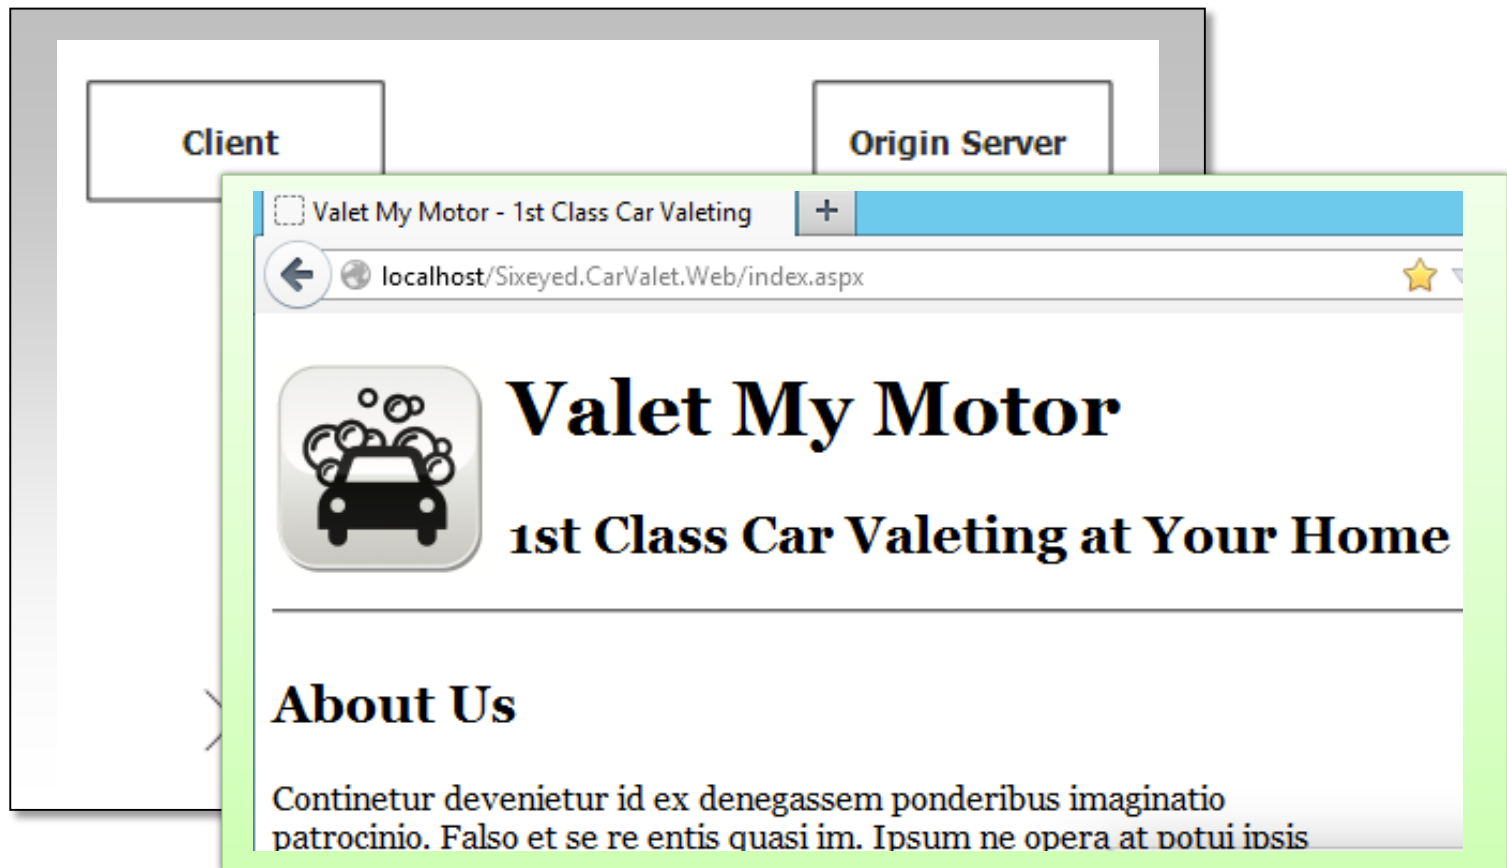 Client
Origin Server
Valet My Motor - 1st Class Car Valeting
localhost/Sixeyed.CarValet.Web/index.aspx
Valet My Motor
1st Class Car Valeting at Your Home
About Us
Continetur devenietur id ex denegassem ponderibus imaginatio
patrocinio. Falso et se re entis quasi im. Ipsum ne opera at potui ipsis